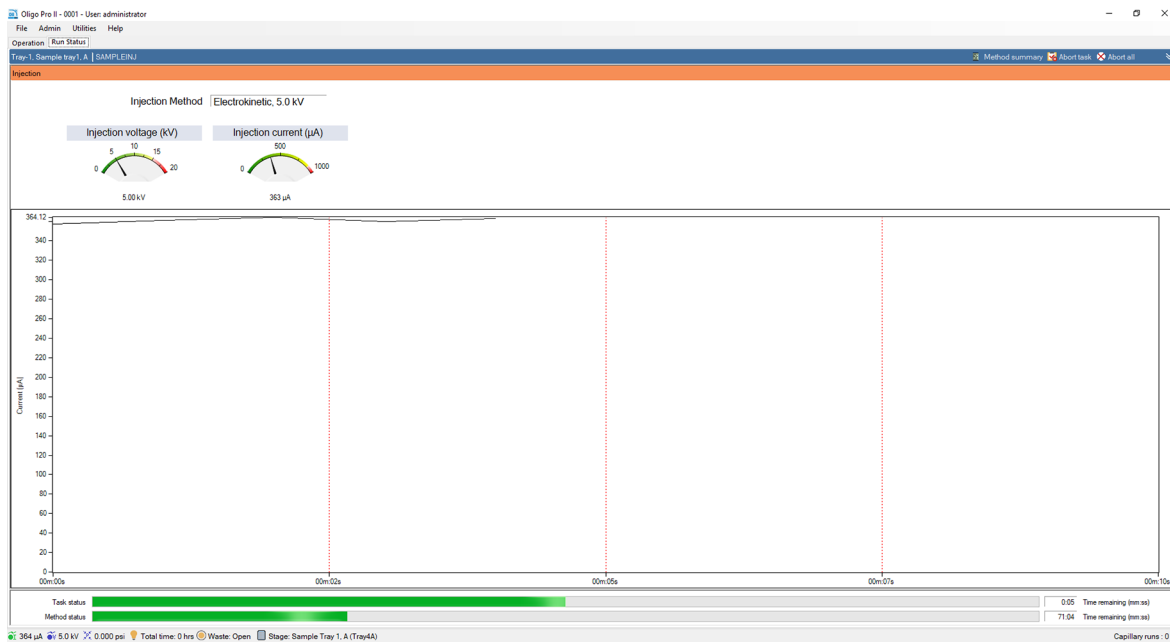 Oligo Pro II - 0001 - User: administrator
File Admin Utilities Help
Operation Run Status
Tray-1, Sample tray1, A | SAMPLEINJ Method summary Abort task Abort all
Injection
Injection Method Electrokinetic, 5.0 kV
Injection voltage (kV) Injection current (µA)
0 5 10 15 20 0 500 1000
5.00 kV 363 µA
364.12
340
320
300
280
260
240
220
200
180
160
140
120
100
80
60
40
20
0
Current (µA)
00m:00s 00m:02s 00m:05s 00m:07s 00m:10s
Task status 0:05 Time remaining (mm:ss)
Method status 71:04 Time remaining (mm:ss)
364 µA 5.0 kV 0.000 psi Total time: 0 hrs Waste: Open Stage: Sample Tray 1, A (Tray4A) Capillary runs : 0